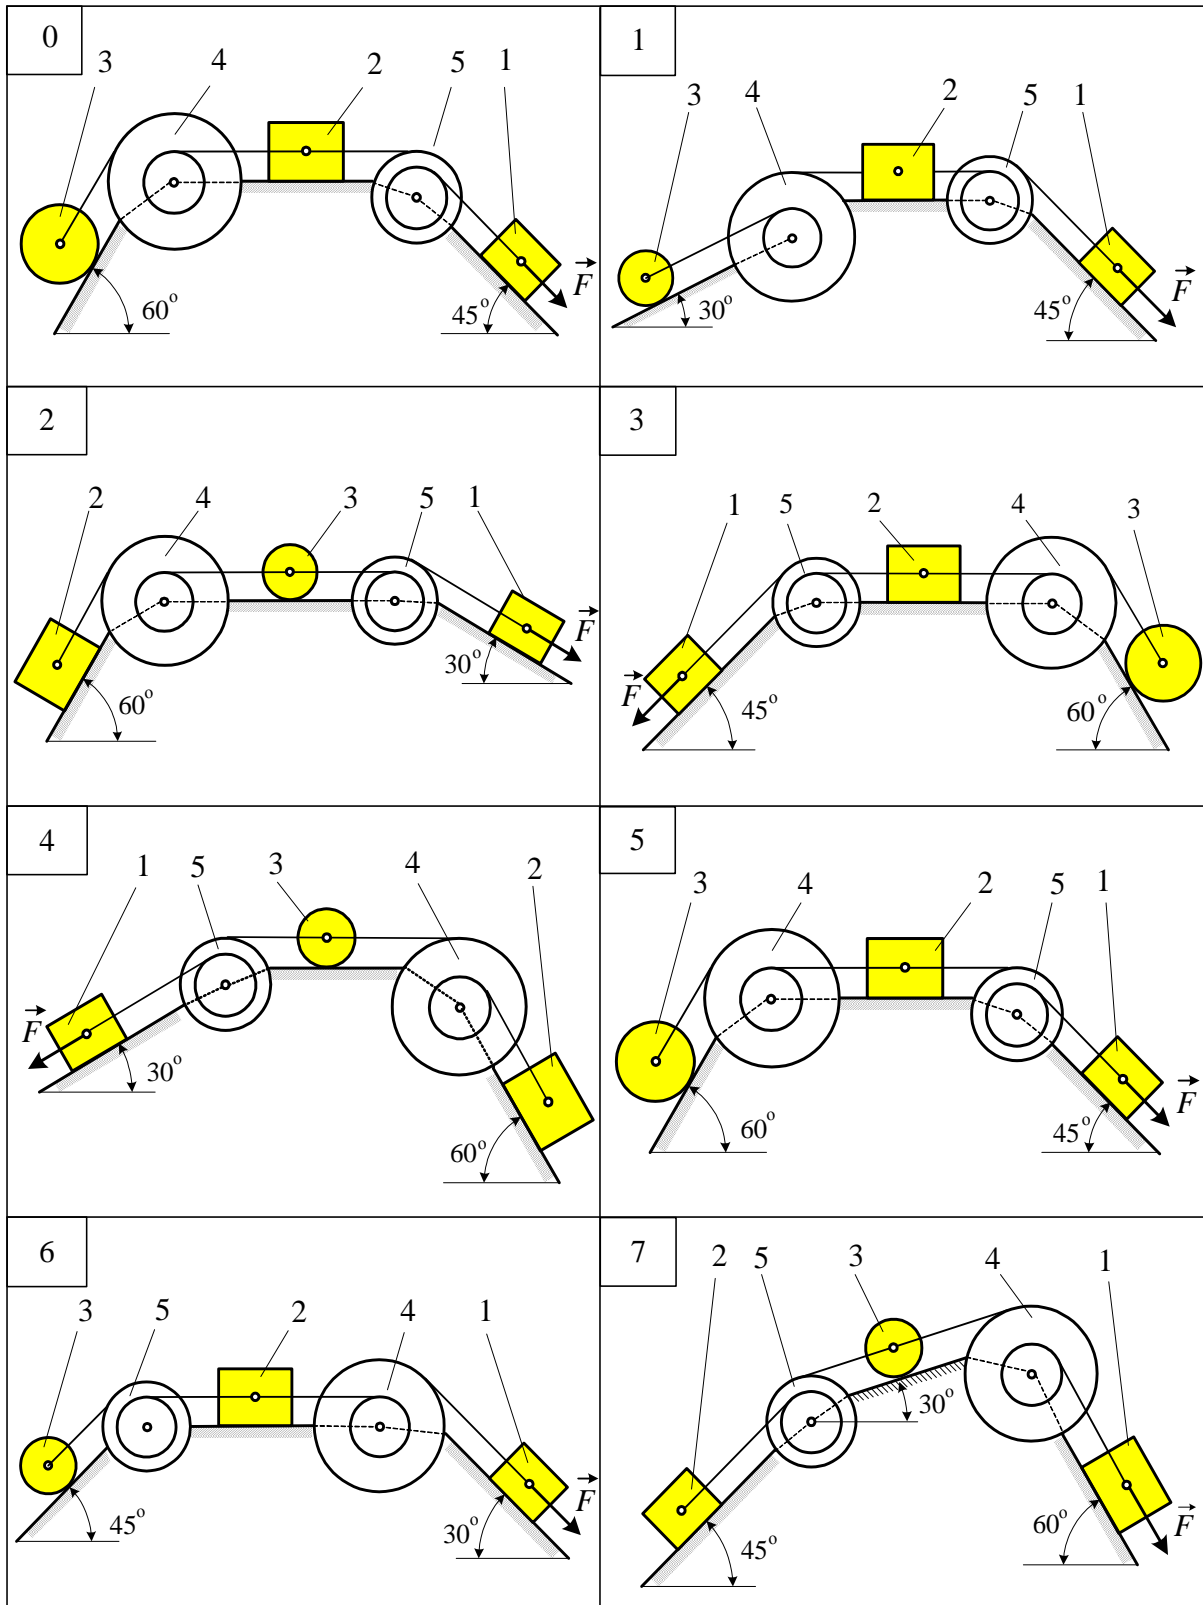 0
3 4 2 5 1
60° 45° F
1
3 4 2 5 1
30° 45° F
2
2 4 3 5 1
60° 30° F
3
1 5 2 4 3
F 45° 60°
4
1 5 3 4 2
F 30° 60°
5
3 4 2 5 1
60° 45° F
6
3 5 2 4 1
45° 30° F
7
2 5 3 4 1
45° 30° 60° F